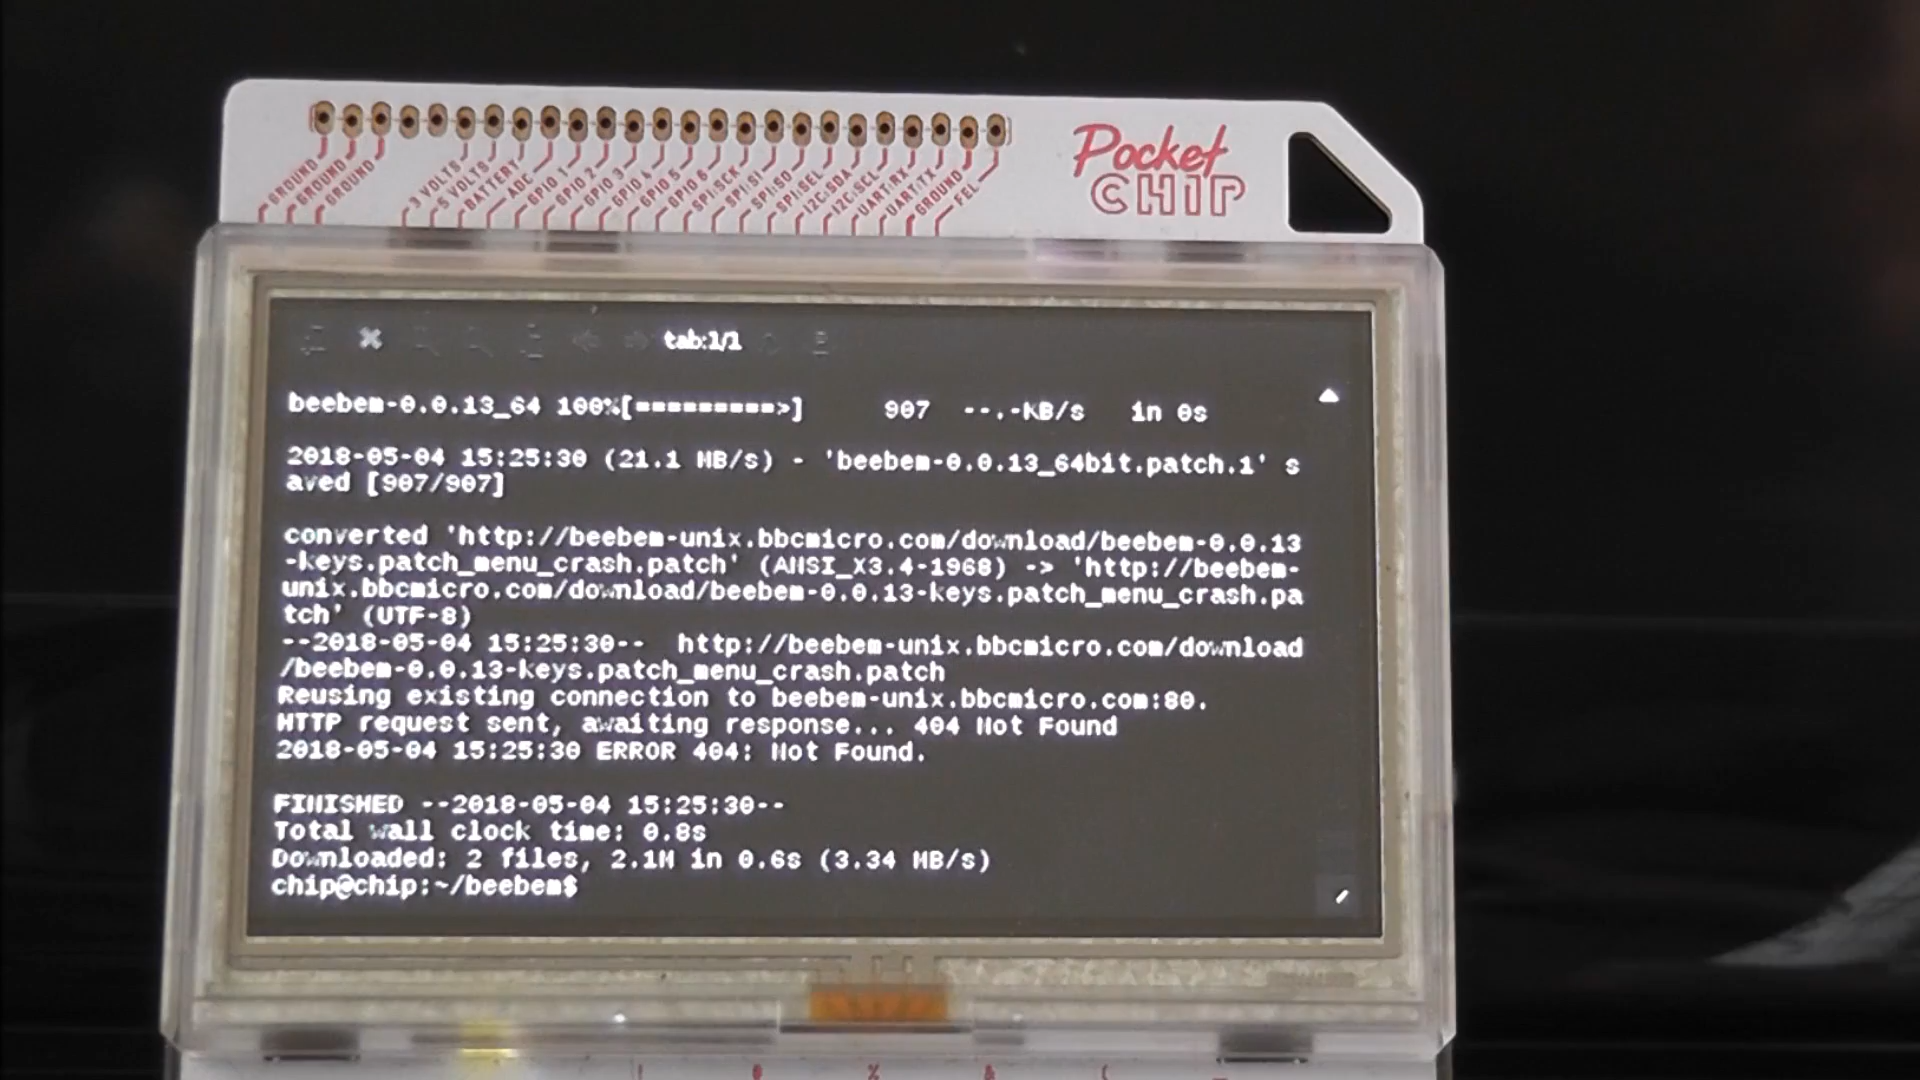 GROUND
GROUND
GROUND
3 VOLTS
5 VOLTS
BATTERY
ADC
GPIO 1
GPIO 2
GPIO 3
GPIO 4
GPIO 5
GPIO 6
SPI:SCK
SPI:SI
SPI:SO
SPI:SEL
I2C:SDA
I2C:SCL
UART:RX
UART:TX
GROUND
FEL
Pocket
CHIP
tab:1/1
beebem-0.0.13_64 100%[=========>] 907 --.-KB/s in 0s
2018-05-04 15:25:30 (21.1 MB/s) - 'beebem-0.0.13_64bit.patch.1' s
aved [907/907]
converted 'http://beebem-unix.bbcmicro.com/download/beebem-0.0.13
-keys.patch_menu_crash.patch' (ANSI_X3.4-1968) -> 'http://beebem-
unix.bbcmicro.com/download/beebem-0.0.13-keys.patch_menu_crash.pa
tch' (UTF-8)
--2018-05-04 15:25:30-- http://beebem-unix.bbcmicro.com/download
/beebem-0.0.13-keys.patch_menu_crash.patch
Reusing existing connection to beebem-unix.bbcmicro.com:80.
HTTP request sent, awaiting response... 404 Not Found
2018-05-04 15:25:30 ERROR 404: Not Found.
FINISHED --2018-05-04 15:25:30--
Total wall clock time: 0.8s
Downloaded: 2 files, 2.1M in 0.6s (3.34 MB/s)
chip@chip:~/beebem$